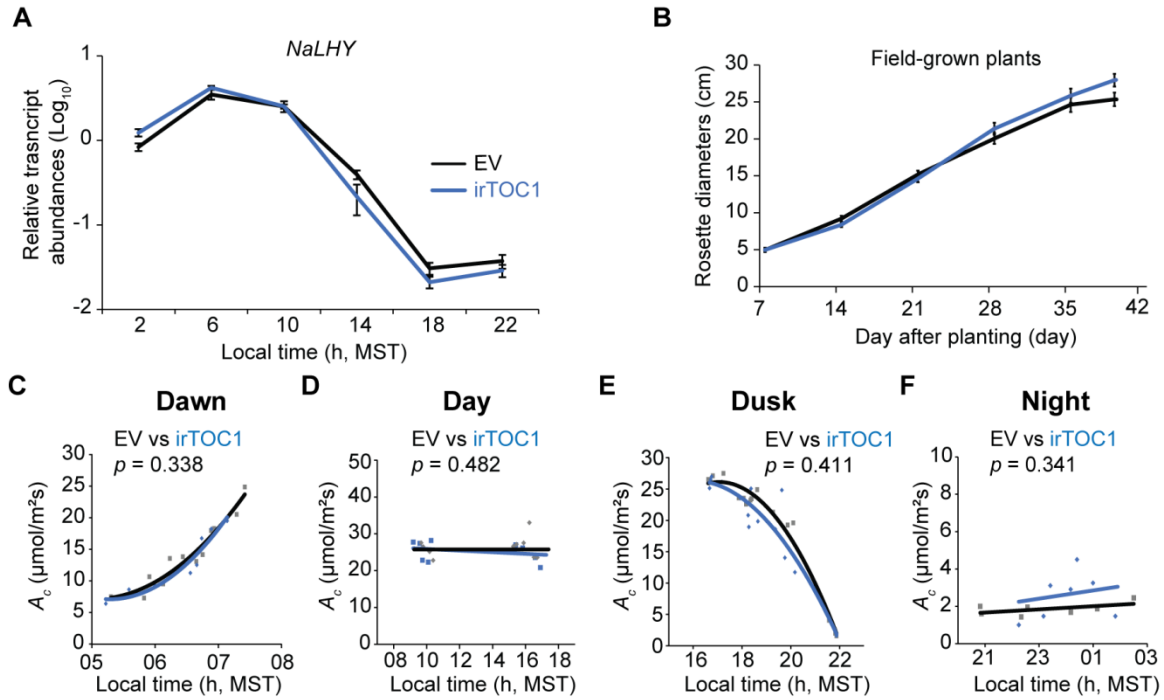 A
NaLHY
Relative trasncript
abundances (Log10)
1
0
-1
-2
EV
irTOC1
2 6 10 14 18 22
Local time (h, MST)
B
Field-grown plants
Rosette diameters (cm)
30
25
20
15
10
5
0
7 14 21 28 35 42
Day after planting (day)
C
Dawn
EV vs irTOC1
p = 0.338
Ac (µmol/m²s)
30
25
20
15
10
5
0
05 06 07 08
Local time (h, MST)
D
Day
EV vs irTOC1
p = 0.482
Ac (µmol/m²s)
50
40
30
20
10
0
08 10 12 14 16 18
Local time (h, MST)
E
Dusk
EV vs irTOC1
p = 0.411
Ac (µmol/m²s)
30
25
20
15
10
5
0
16 18 20 22
Local time (h, MST)
F
Night
EV vs irTOC1
p = 0.341
Ac (µmol/m²s)
10
8
6
4
2
0
21 23 01 03
Local time (h, MST)